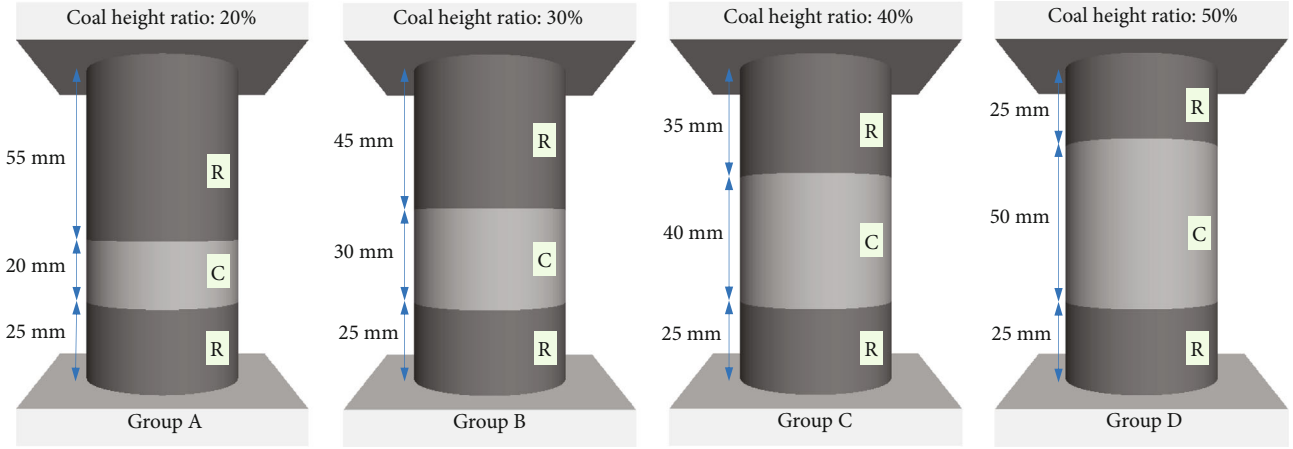 Coal height ratio: 20%
55 mm
R
20 mm
C
25 mm
R
Group A
Coal height ratio: 30%
45 mm
R
30 mm
C
25 mm
R
Group B
Coal height ratio: 40%
35 mm
R
40 mm
C
25 mm
R
Group C
Coal height ratio: 50%
25 mm
R
50 mm
C
25 mm
R
Group D